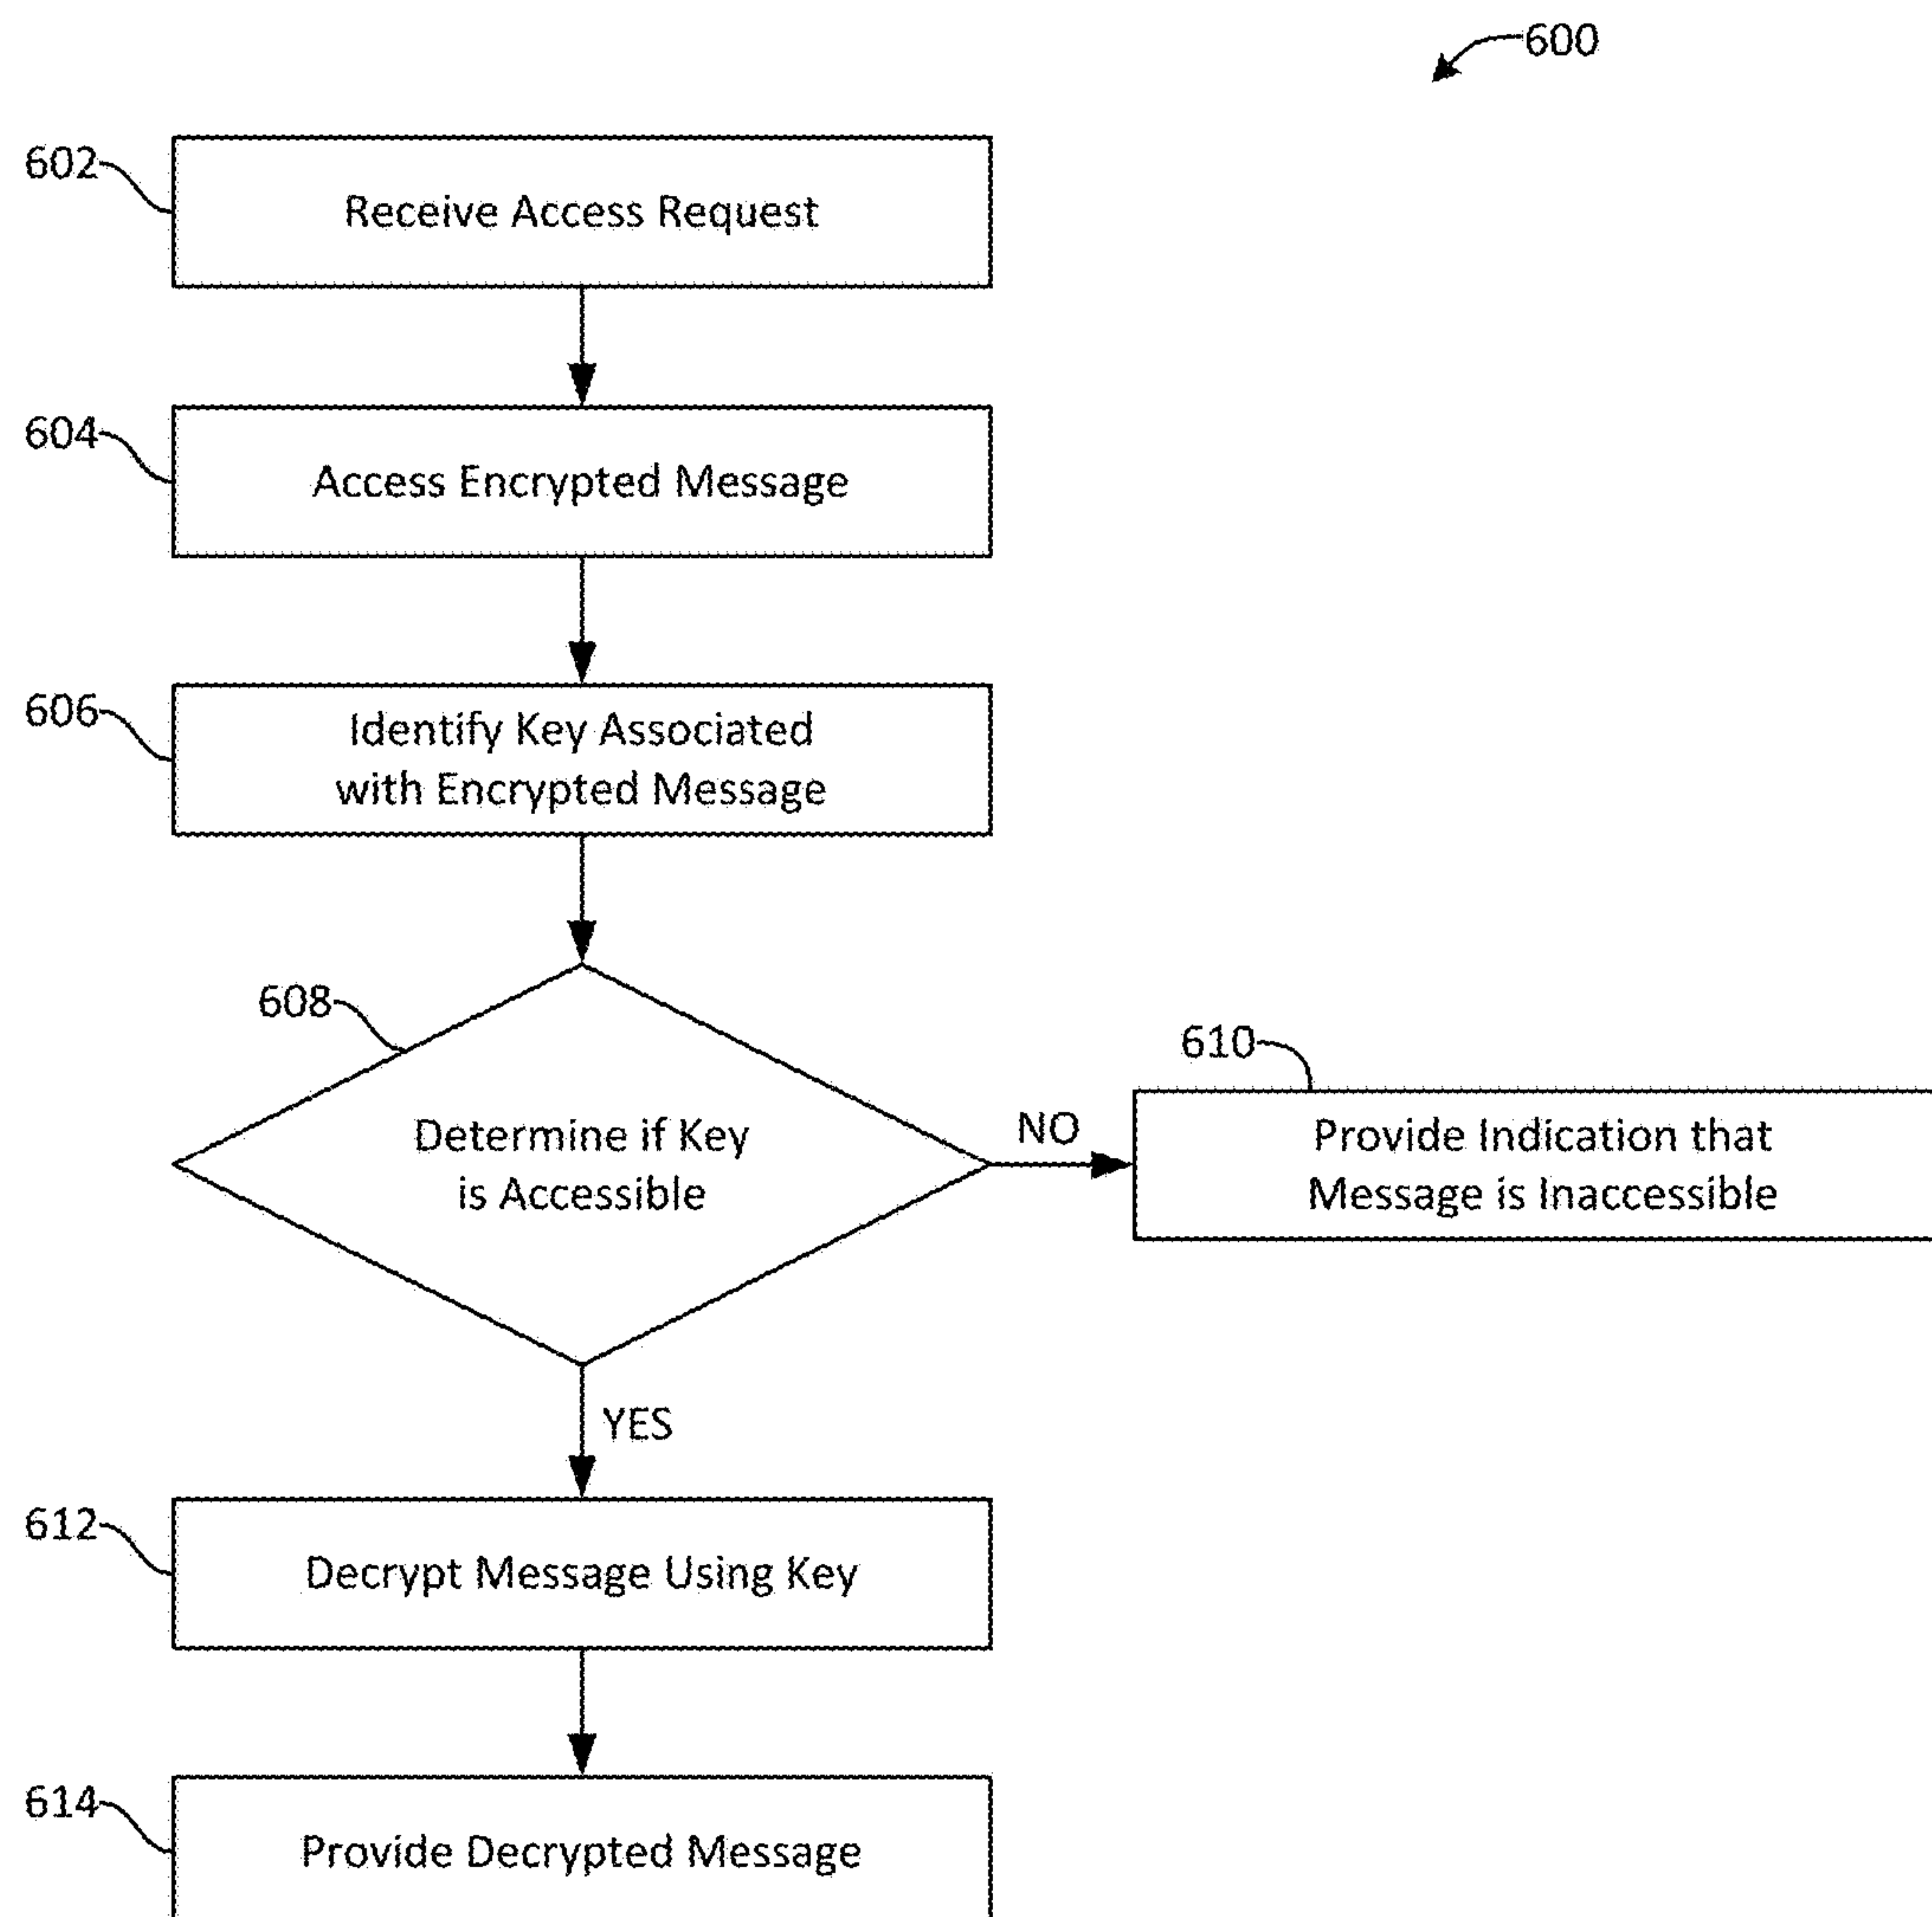 600
602
Receive Access Request
604
Access Encrypted Message
606
Identify Key Associated
with Encrypted Message
608
Determine if Key
is Accessible
NO
610
Provide Indication that
Message is Inaccessible
YES
612
Decrypt Message Using Key
614
Provide Decrypted Message